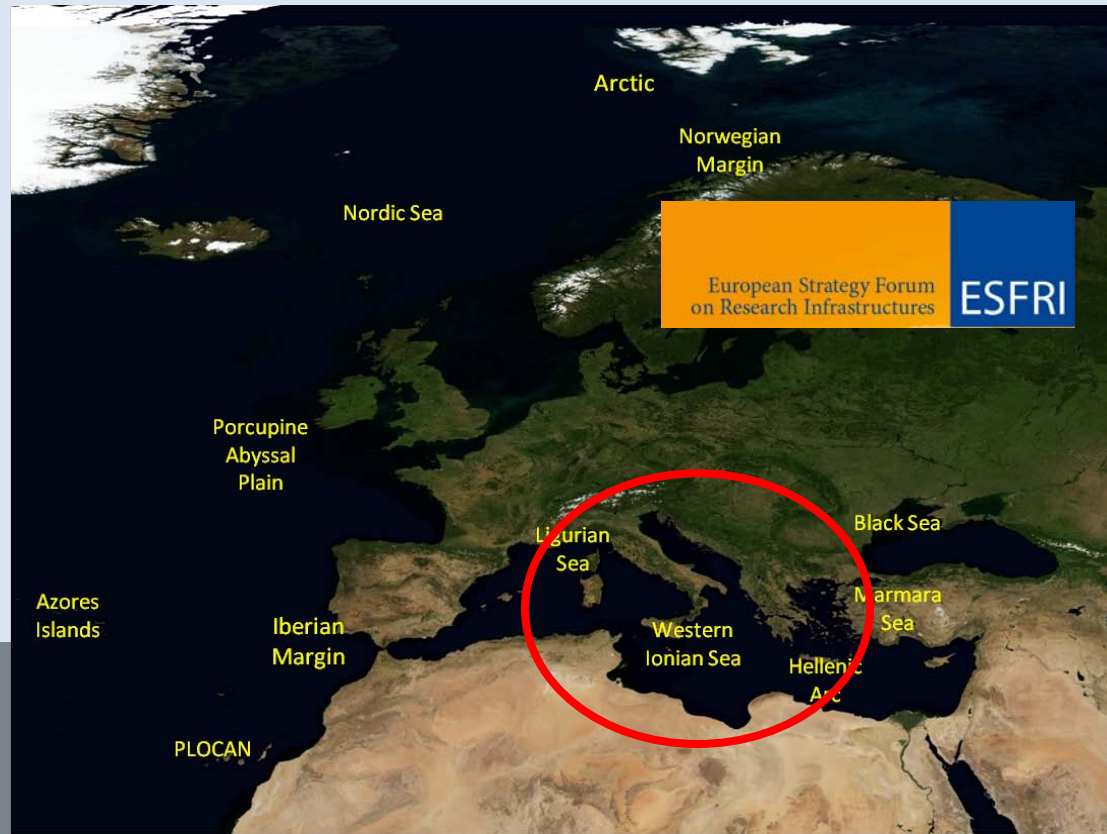 Arctic
Norwegian
Margin
Nordic Sea
European Strategy Forum
on Research Infrastructures
ESFRI
Porcupine
Abyssal
Plain
Black Sea
Ligurian
Sea
Azores
Islands
Iberian
Margin
Western
Ionian Sea
Marmara
Sea
Hellenic
Arc
PLOCAN